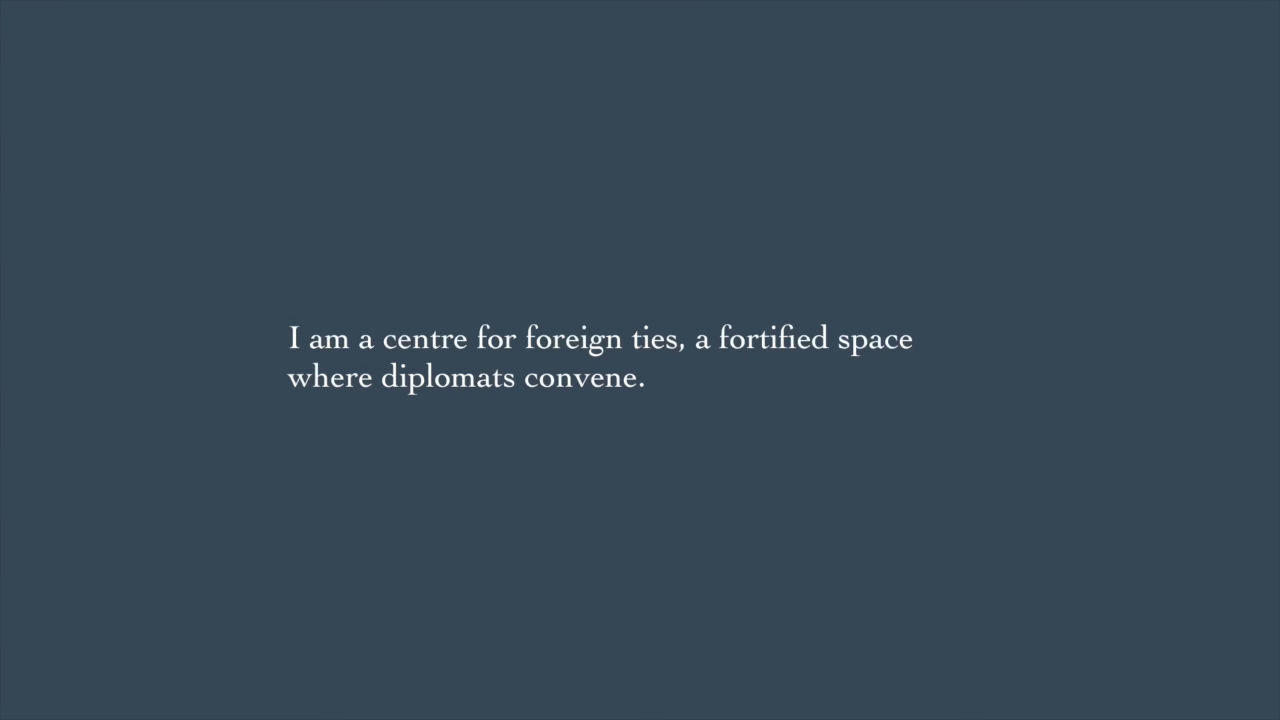 I am a centre for foreign ties, a fortified space
where diplomats convene.